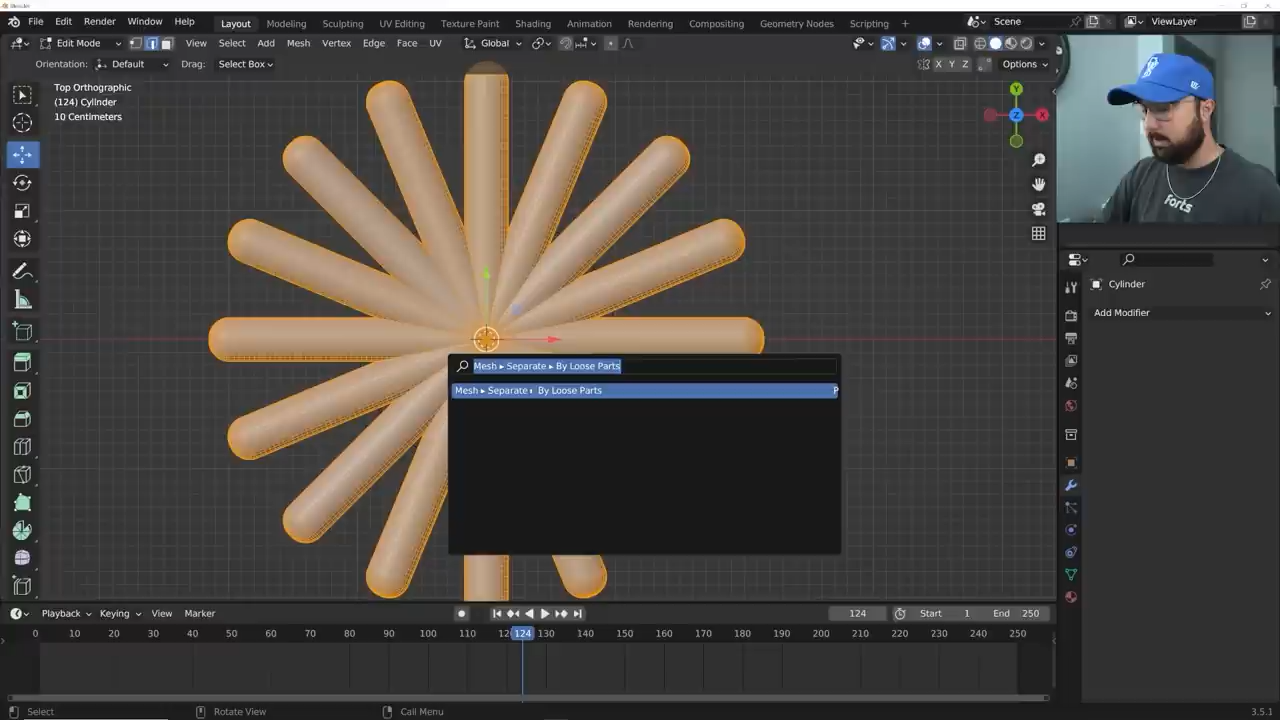 File Edit Render Window Help Layout Modeling Sculpting UV Editing Texture Paint Shading Animation Rendering Compositing Geometry Nodes Scripting + Scene ViewLayer
Edit Mode View Select Add Mesh Vertex Edge Face UV Global
Orientation: Default Drag: Select Box X Y Z Options
Top Orthographic
(124) Cylinder
10 Centimeters
Y
Z
X
forts
Cylinder
Add Modifier
Mesh ▸ Separate ▸ By Loose Parts
Mesh ▸ Separate ▸ By Loose Parts P
Playback Keying View Marker 124 Start 1 End 250
0 10 20 30 40 50 60 70 80 90 100 110 124 130 140 150 160 170 180 190 200 210 220 230 240 250
Select Rotate View Call Menu 3.5.1